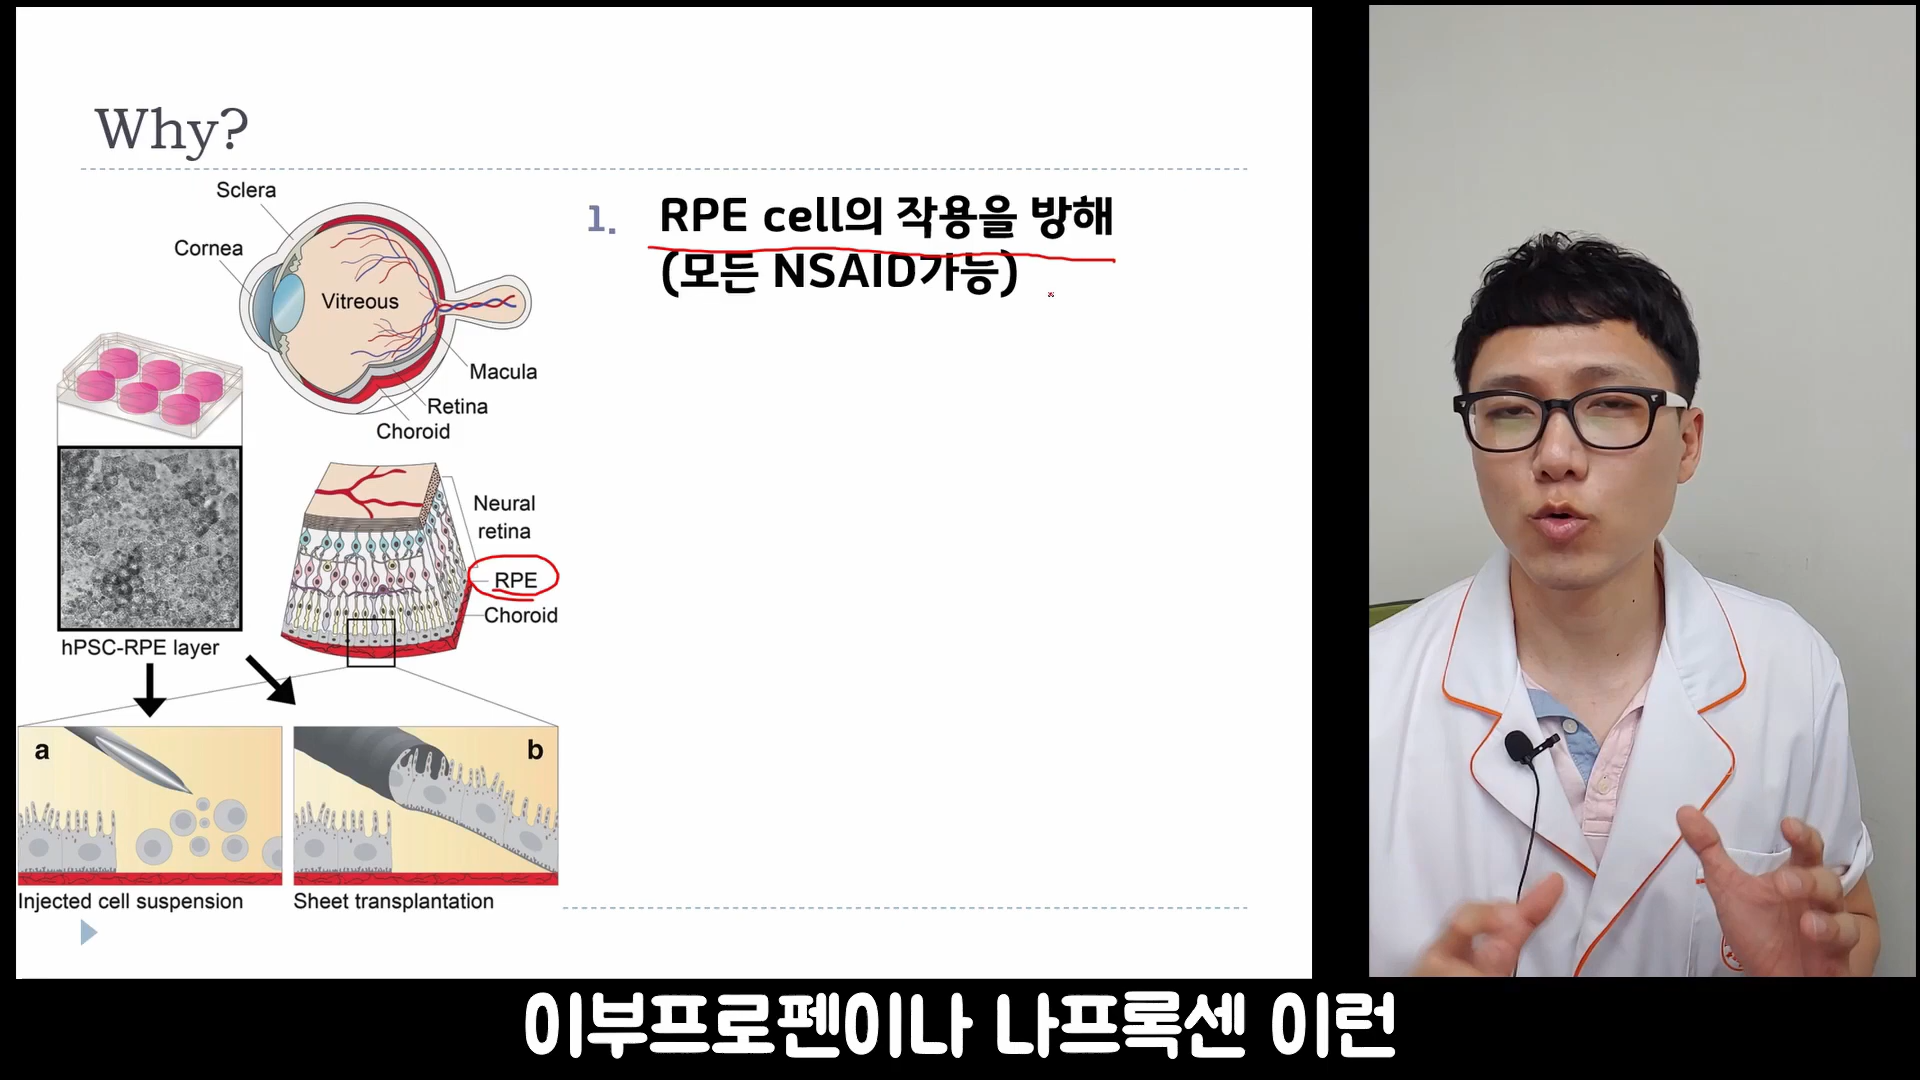 Why?
Sclera
Cornea
Vitreous
Macula
Retina
Choroid
1. RPE cell의 작용을 방해
(모든 NSAID가능)
Neural
retina
RPE
Choroid
hPSC-RPE layer
a
b
Injected cell suspension
Sheet transplantation
이부프로펜이나 나프록센 이런